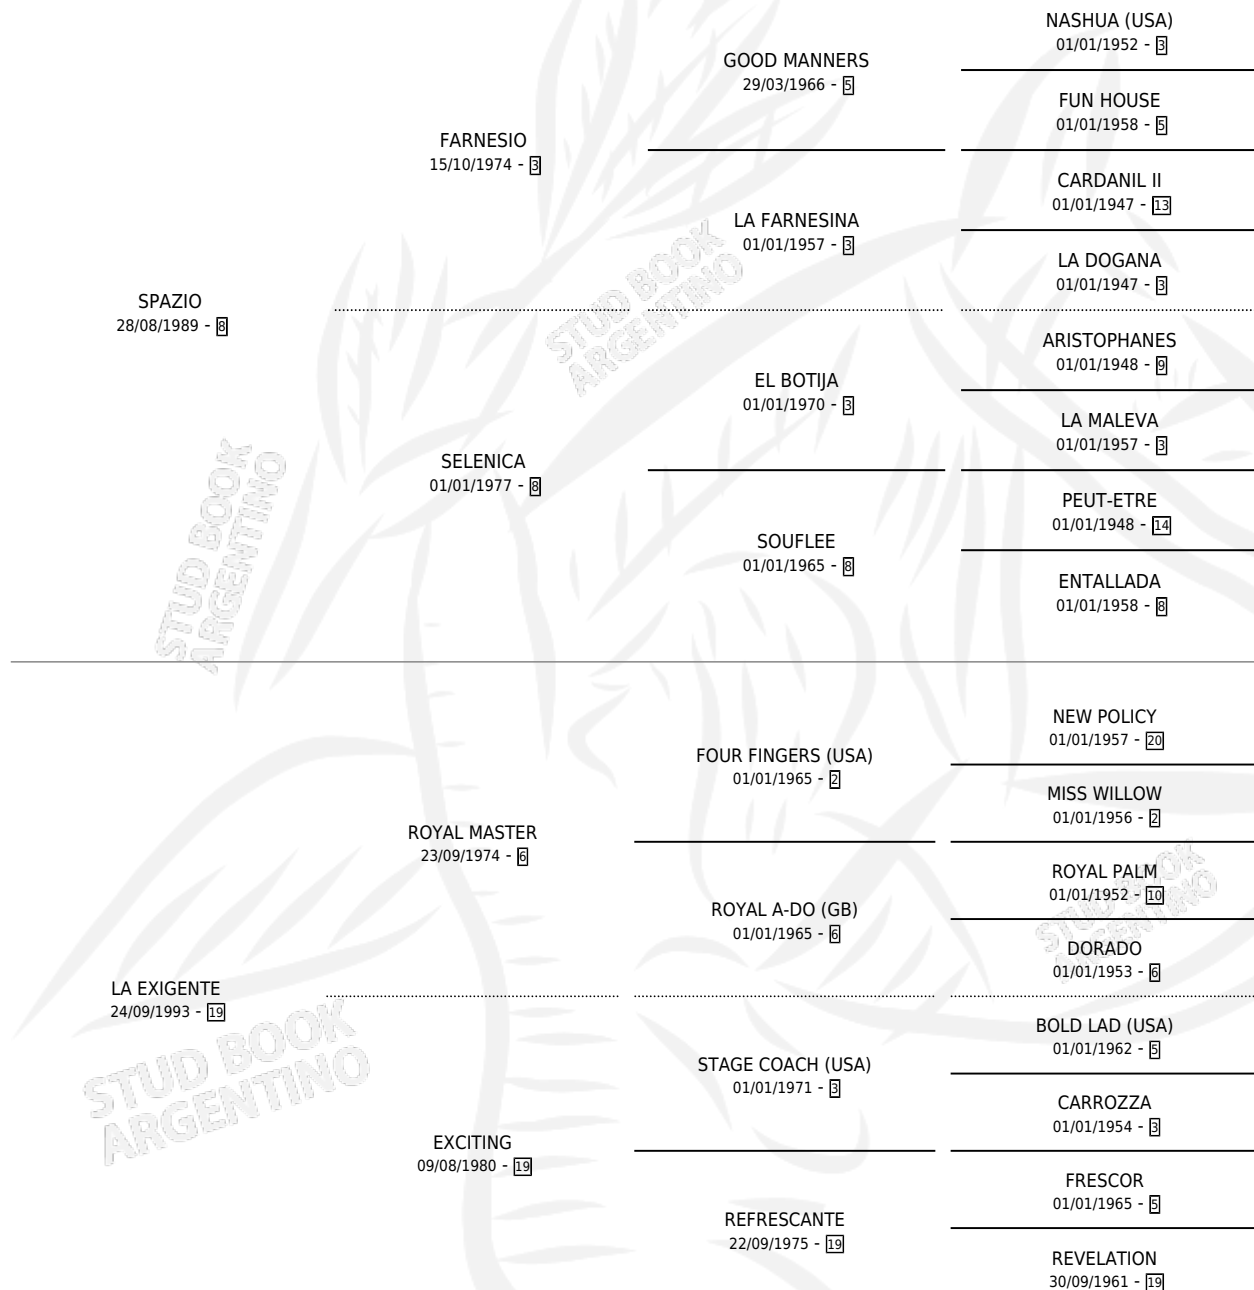 NASHUA (USA)
01/01/1952 - 3
GOOD MANNERS
29/03/1966 - 5
FUN HOUSE
01/01/1958 - 5
FARNESIO
15/10/1974 - 3
CARDANIL II
01/01/1947 - 13
LA FARNESINA
01/01/1957 - 3
LA DOGANA
01/01/1947 - 3
SPAZIO
28/08/1989 - 8
STUD BOOK
ARGENTINO
ARISTOPHANES
01/01/1948 - 9
EL BOTIJA
01/01/1970 - 3
LA MALEVA
01/01/1957 - 3
SELENICA
01/01/1977 - 8
PEUT-ETRE
01/01/1948 - 14
SOUFLEE
01/01/1965 - 8
ENTALLADA
01/01/1958 - 8
STUD BOOK
ARGENTINO
NEW POLICY
01/01/1957 - 20
FOUR FINGERS (USA)
01/01/1965 - 2
MISS WILLOW
01/01/1956 - 2
ROYAL MASTER
23/09/1974 - 6
ROYAL PALM
01/01/1952 - 10
ROYAL A-DO (GB)
01/01/1965 - 6
STUD BOOK
ARGENTINO
DORADO
01/01/1953 - 6
LA EXIGENTE
24/09/1993 - 19
STUD BOOK
ARGENTINO
BOLD LAD (USA)
01/01/1962 - 5
STAGE COACH (USA)
01/01/1971 - 3
CARROZZA
01/01/1954 - 3
EXCITING
09/08/1980 - 19
FRESCOR
01/01/1965 - 5
REFRESCANTE
22/09/1975 - 19
REVELATION
30/09/1961 - 19